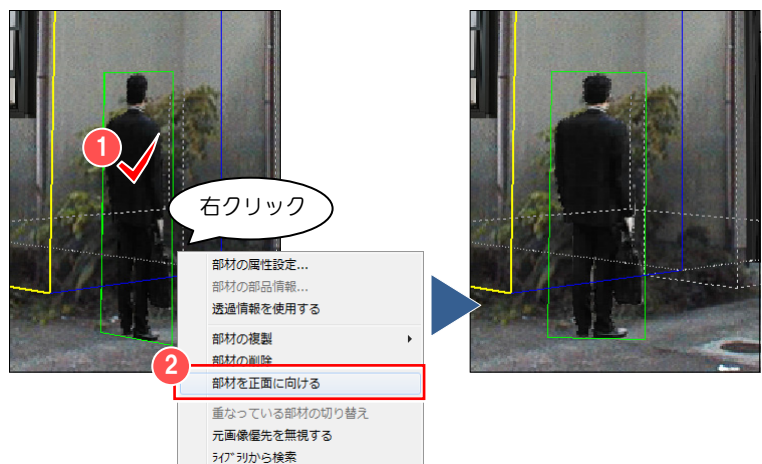 1
右クリック
部材の属性設定...
部材の部品情報...
透過情報を使用する
部材の複製
部材の削除
2
部材を正面に向ける
重なっている部材の切り替え
元画像優先を無視する
ﾗｲﾌﾞﾗﾘから検索